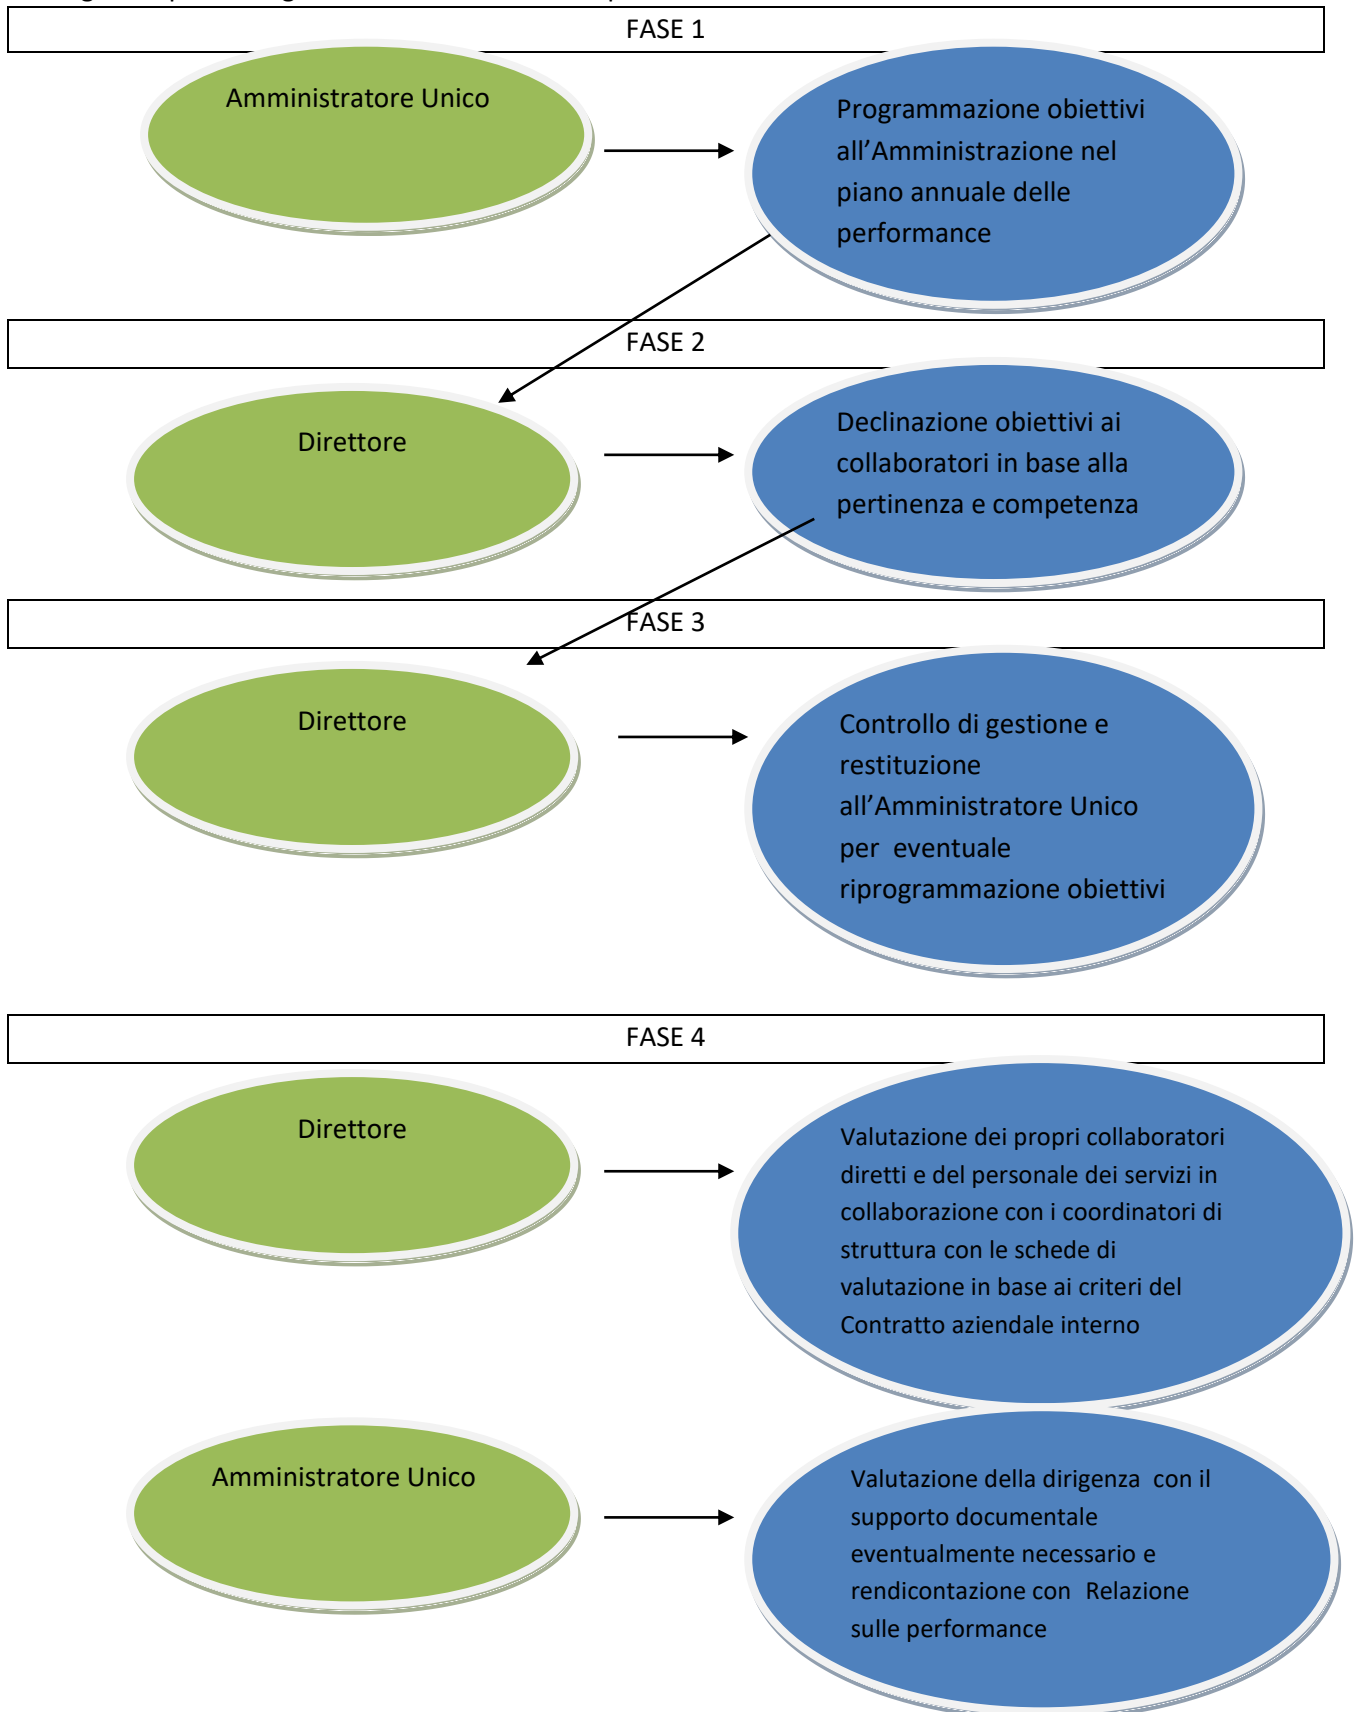 FASE 1
Amministratore Unico
Programmazione obiettivi
all’Amministrazione nel
piano annuale delle
performance
FASE 2
Direttore
Declinazione obiettivi ai
collaboratori in base alla
pertinenza e competenza
FASE 3
Direttore
Controllo di gestione e
restituzione
all’Amministratore Unico
per eventuale
riprogrammazione obiettivi
FASE 4
Direttore
Valutazione dei propri collaboratori
diretti e del personale dei servizi in
collaborazione con i coordinatori di
struttura con le schede di
valutazione in base ai criteri del
Contratto aziendale interno
Amministratore Unico
Valutazione della dirigenza con il
supporto documentale
eventualmente necessario e
rendicontazione con Relazione
sulle performance